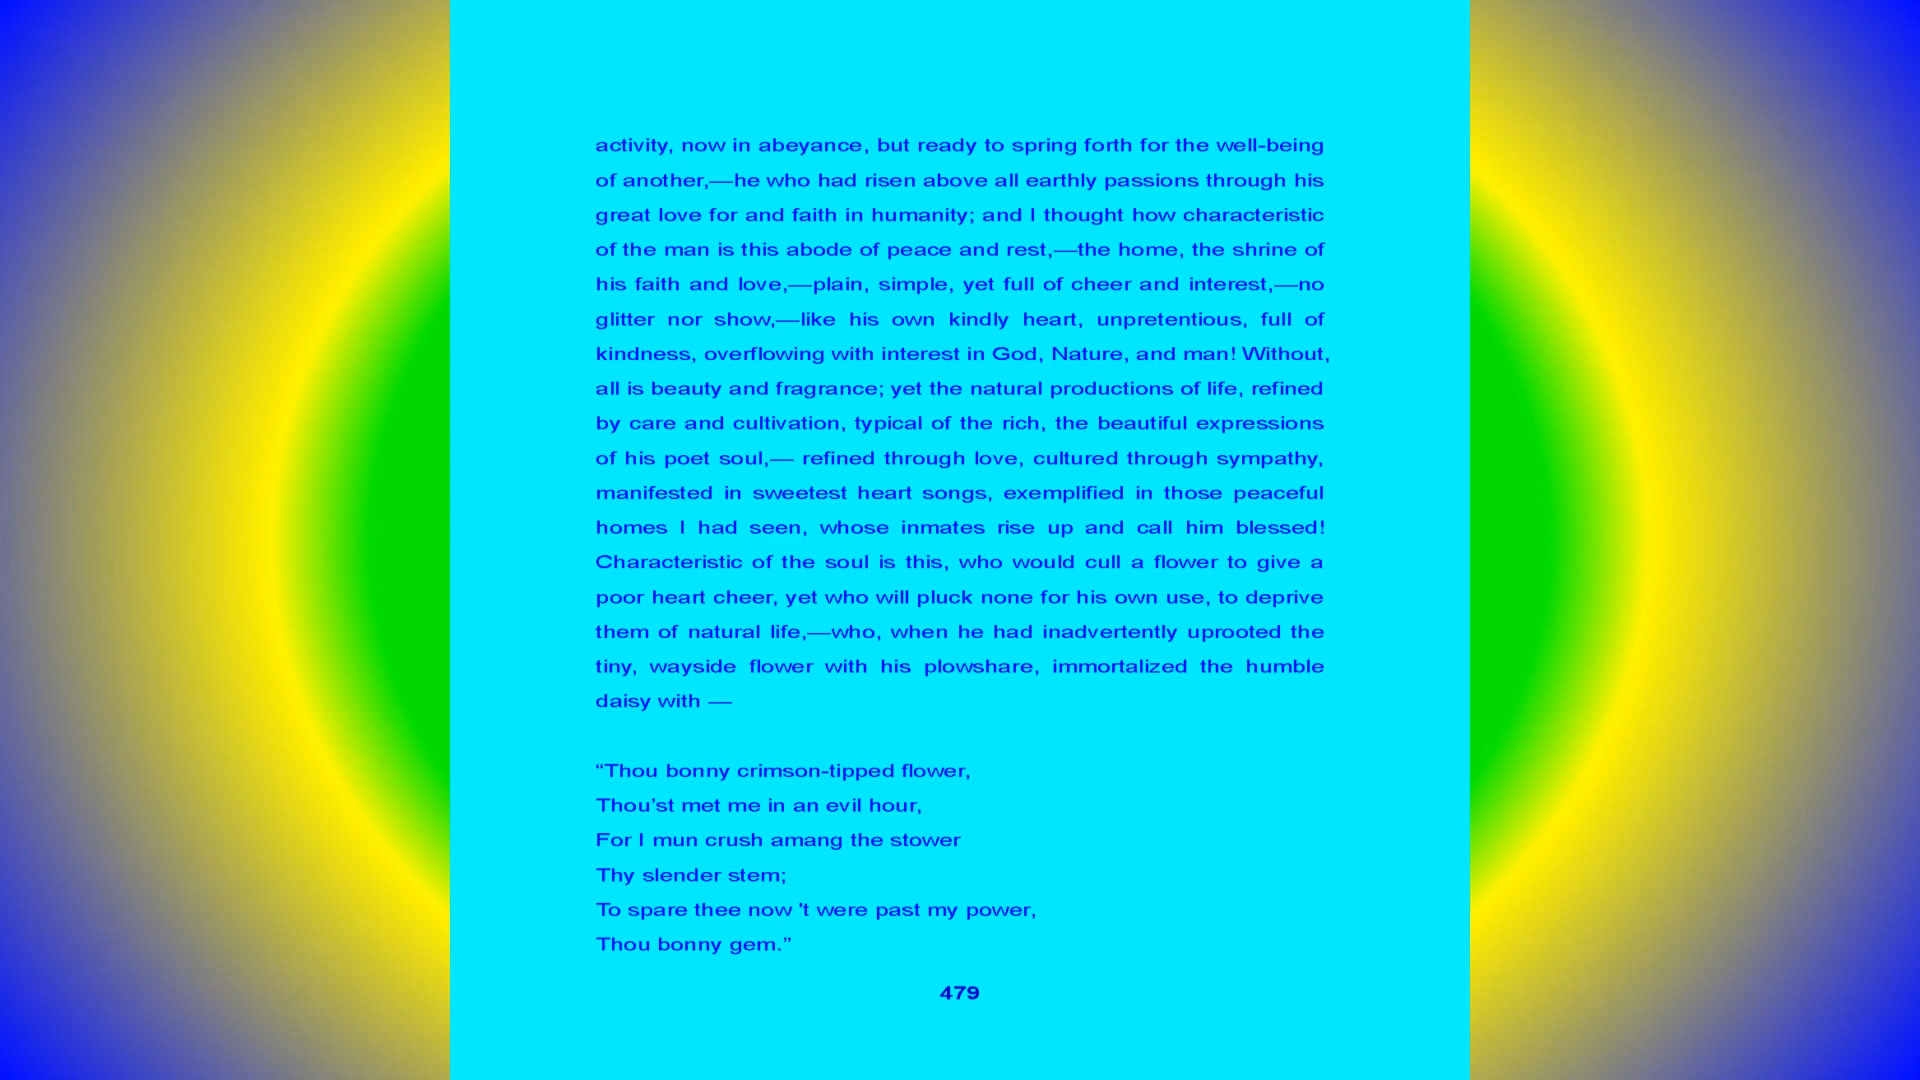 activity, now in abeyance, but ready to spring forth for the well-being
of another,—he who had risen above all earthly passions through his
great love for and faith in humanity; and I thought how characteristic
of the man is this abode of peace and rest,—the home, the shrine of
his faith and love,—plain, simple, yet full of cheer and interest,—no
glitter nor show,—like his own kindly heart, unpretentious, full of
kindness, overflowing with interest in God, Nature, and man! Without,
all is beauty and fragrance; yet the natural productions of life, refined
by care and cultivation, typical of the rich, the beautiful expressions
of his poet soul,— refined through love, cultured through sympathy,
manifested in sweetest heart songs, exemplified in those peaceful
homes I had seen, whose inmates rise up and call him blessed!
Characteristic of the soul is this, who would cull a flower to give a
poor heart cheer, yet who will pluck none for his own use, to deprive
them of natural life,—who, when he had inadvertently uprooted the
tiny, wayside flower with his plowshare, immortalized the humble
daisy with —
“Thou bonny crimson-tipped flower,
Thou’st met me in an evil hour,
For I mun crush amang the stower
Thy slender stem;
To spare thee now 't were past my power,
Thou bonny gem.”
479